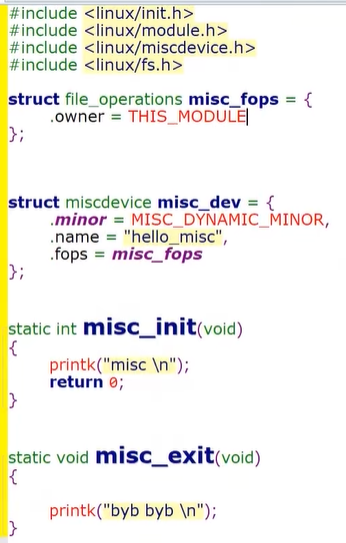 #include <linux/init.h>
#include <linux/module.h>
#include <linux/miscdevice.h>
#include <linux/fs.h>
struct file_operations misc_fops = {
.owner = THIS_MODULE
};
struct miscdevice misc_dev = {
.minor = MISC_DYNAMIC_MINOR,
.name = "hello_misc",
.fops = misc_fops
};
static int misc_init(void)
{
printk("misc \n");
return 0;
}
static void misc_exit(void)
{
printk("byb byb \n");
}